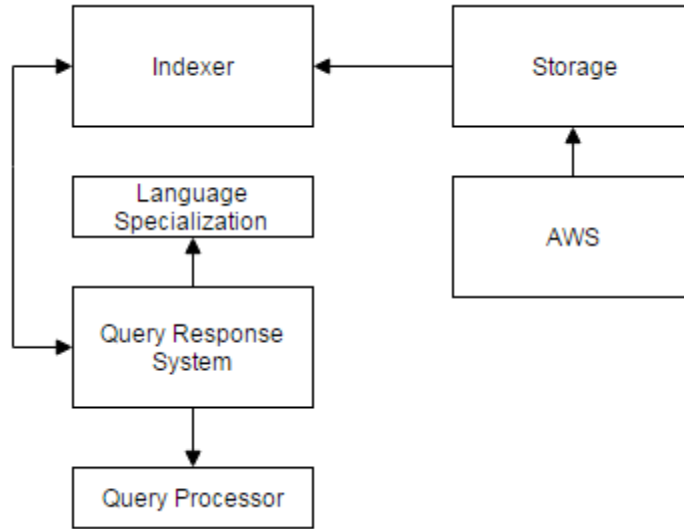 Indexer
Storage
Language
Specialization
AWS
Query Response
System
Query Processor